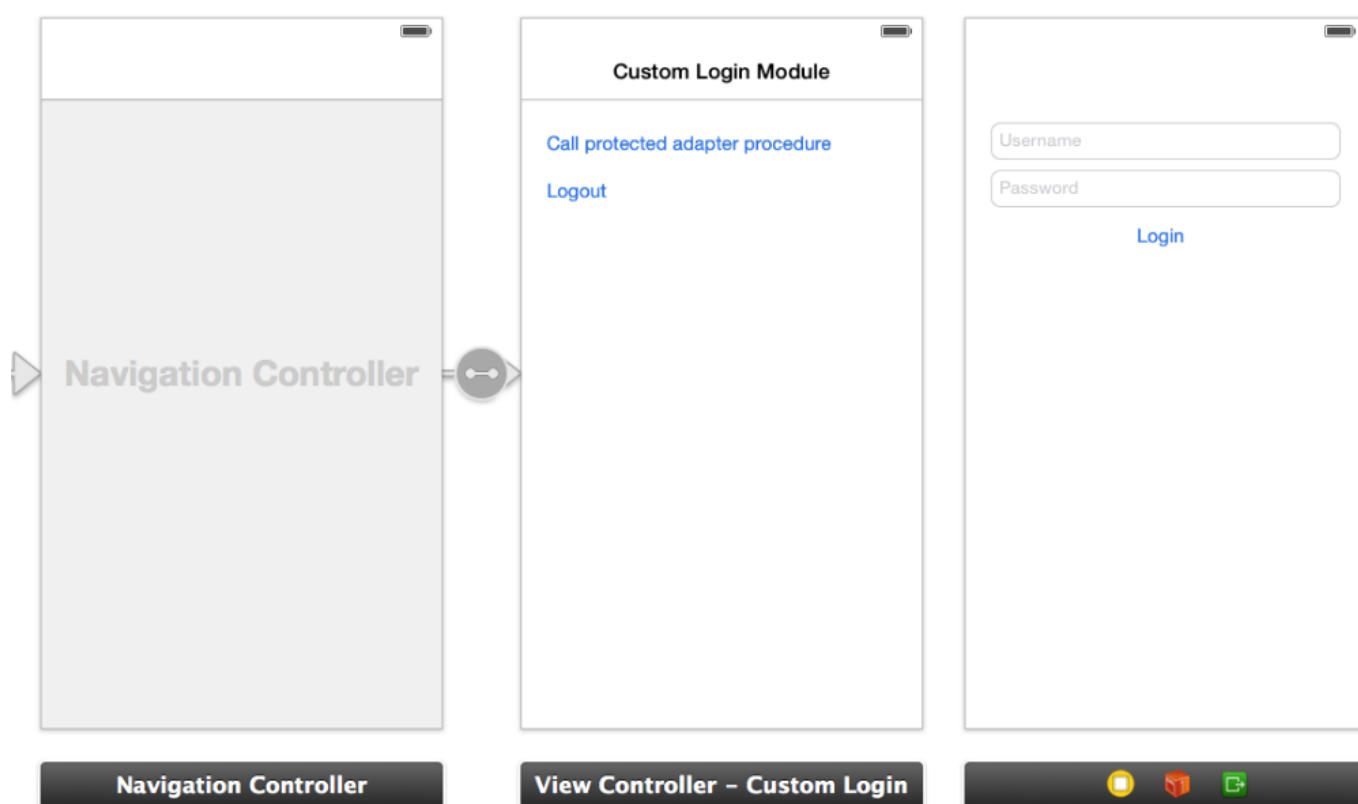 Navigation Controller
Navigation Controller
Custom Login Module
Call protected adapter procedure
Logout
View Controller – Custom Login
Username
Password
Login